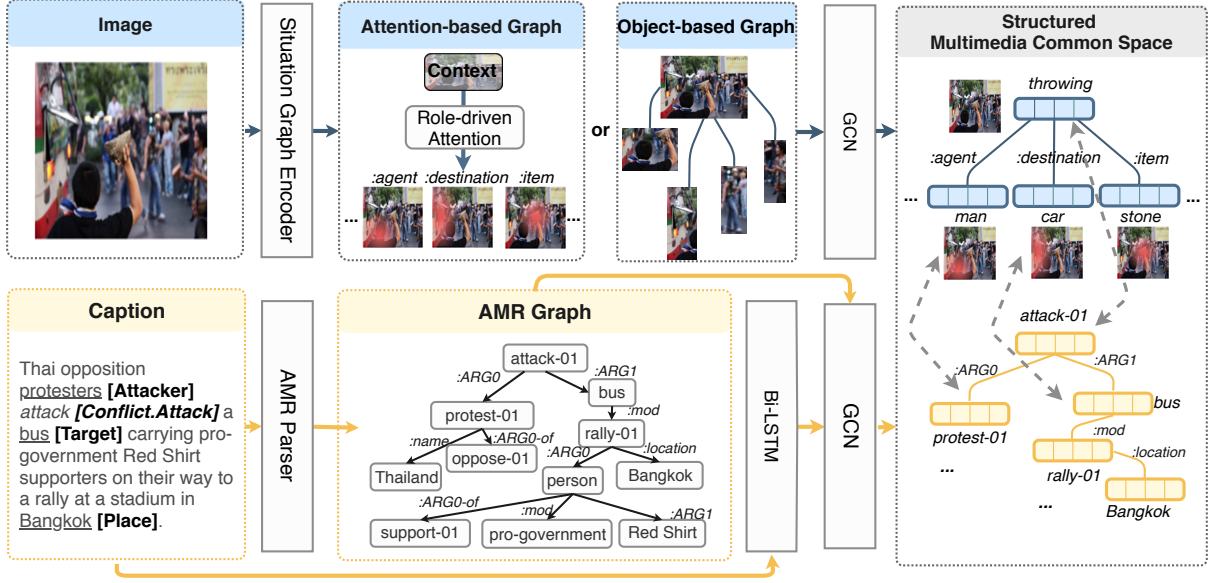 Image
Situation Graph Encoder
Attention-based Graph
Context
Role-driven
Attention
:agent
:destination
:item
...
...
or
Object-based Graph
GCN
Structured
Multimedia Common Space
throwing
:agent
:destination
:item
...
...
man
car
stone
Caption
Thai opposition
protesters [Attacker]
attack [Conflict.Attack] a
bus [Target] carrying pro-
government Red Shirt
supporters on their way to
a rally at a stadium in
Bangkok [Place].
AMR Parser
AMR Graph
attack-01
:ARG0
:ARG1
bus
protest-01
:mod
:name
:ARG0-of
rally-01
Thailand
oppose-01
:ARG0
:location
person
Bangkok
:ARG0-of
:mod
:ARG1
support-01
pro-government
Red Shirt
Bi-LSTM
GCN
attack-01
:ARG0
:ARG1
protest-01
bus
...
:mod
rally-01
:location
...
Bangkok